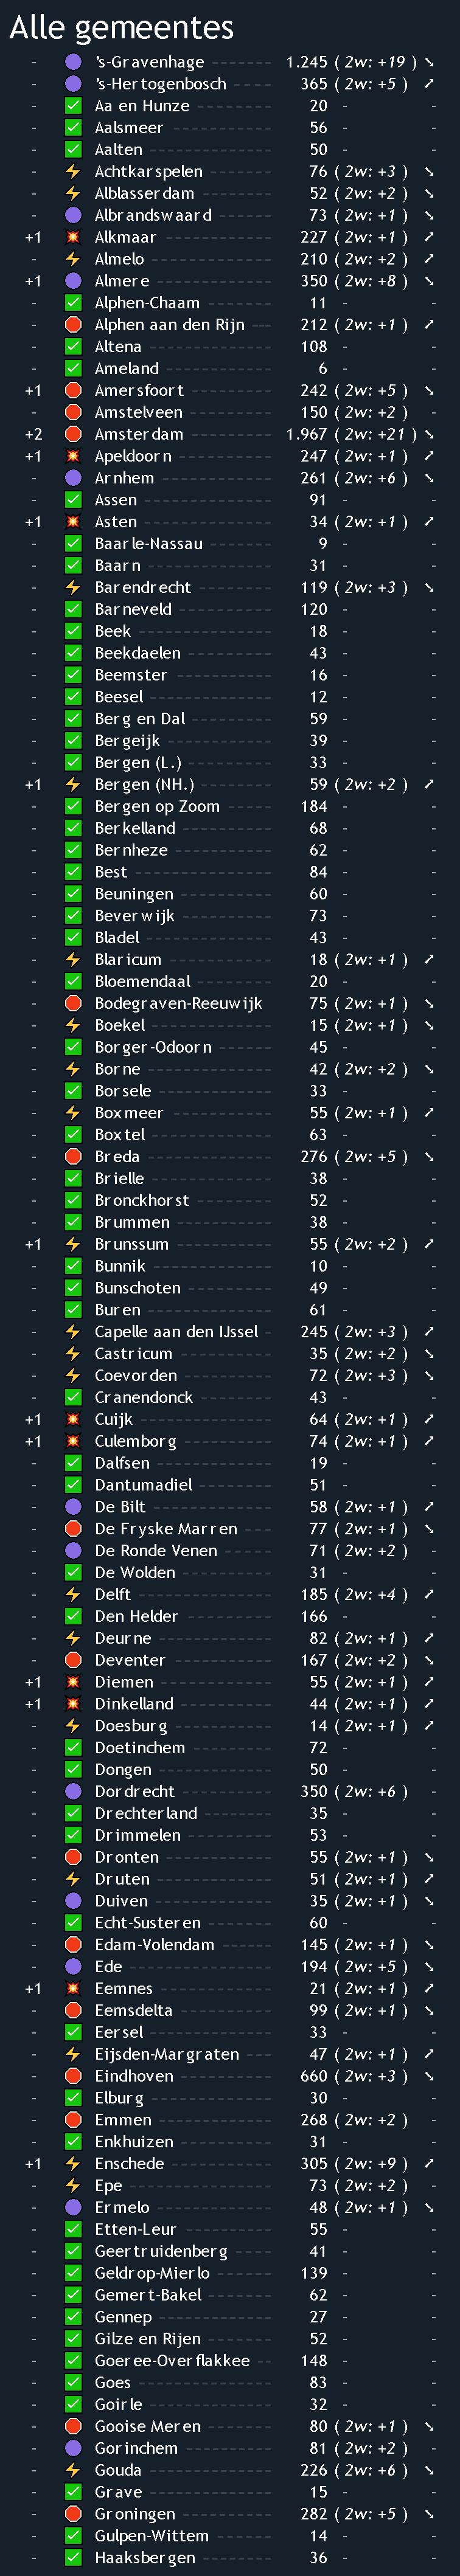 Alle gemeentes
- 's-Gravenhage 1.245 ( 2w: +19 ) ↘
- 's-Hertogenbosch 365 ( 2w: +5 ) ↗
- Aa en Hunze 20 - -
- Aalsmeer 56 - -
- Aalten 50 - -
- Achtkarspelen 76 ( 2w: +3 ) ↘
- Alblasserdam 52 ( 2w: +2 ) ↘
- Albrandswaard 73 ( 2w: +1 ) ↘
+1 Alkmaar 227 ( 2w: +1 ) ↗
- Almelo 210 ( 2w: +2 ) ↗
+1 Almere 350 ( 2w: +8 ) ↘
- Alphen-Chaam 11 - -
- Alphen aan den Rijn 212 ( 2w: +1 ) ↗
- Altena 108 - -
- Ameland 6 - -
+1 Amersfoort 242 ( 2w: +5 ) ↘
- Amstelveen 150 ( 2w: +2 ) -
+2 Amsterdam 1.967 ( 2w: +21 ) ↘
+1 Apeldoorn 247 ( 2w: +1 ) ↗
- Arnhem 261 ( 2w: +6 ) ↘
- Assen 91 - -
+1 Asten 34 ( 2w: +1 ) ↗
- Baarle-Nassau 9 - -
- Baarn 31 - -
- Barendrecht 119 ( 2w: +3 ) ↘
- Barneveld 120 - -
- Beek 18 - -
- Beekdaelen 43 - -
- Beemster 16 - -
- Beesel 12 - -
- Berg en Dal 59 - -
- Bergeijk 39 - -
- Bergen (L.) 33 - -
+1 Bergen (NH.) 59 ( 2w: +2 ) ↗
- Bergen op Zoom 184 - -
- Berkelland 68 - -
- Bernheze 62 - -
- Best 84 - -
- Beuningen 60 - -
- Beverwijk 73 - -
- Bladel 43 - -
- Blaricum 18 ( 2w: +1 ) ↗
- Bloemendaal 20 - -
- Bodegraven-Reeuwijk 75 ( 2w: +1 ) ↘
- Boekel 15 ( 2w: +1 ) ↘
- Borger-Odoorn 45 - -
- Borne 42 ( 2w: +2 ) ↘
- Borsele 33 - -
- Boxmeer 55 ( 2w: +1 ) ↗
- Boxtel 63 - -
- Breda 276 ( 2w: +5 ) ↘
- Brielle 38 - -
- Bronckhorst 52 - -
- Brummen 38 - -
+1 Brunssum 55 ( 2w: +2 ) ↗
- Bunnik 10 - -
- Bunschoten 49 - -
- Buren 61 - -
- Capelle aan den IJssel 245 ( 2w: +3 ) ↗
- Castricum 35 ( 2w: +2 ) ↘
- Coevorden 72 ( 2w: +3 ) ↘
- Cranendonck 43 - -
+1 Cuijk 64 ( 2w: +1 ) ↗
+1 Culemborg 74 ( 2w: +1 ) ↗
- Dalfsen 19 - -
- Dantumadiel 51 - -
- De Bilt 58 ( 2w: +1 ) ↗
- De Fryske Marren 77 ( 2w: +1 ) ↘
- De Ronde Venen 71 ( 2w: +2 ) -
- De Wolden 31 - -
- Delft 185 ( 2w: +4 ) ↗
- Den Helder 166 - -
- Deurne 82 ( 2w: +1 ) ↗
- Deventer 167 ( 2w: +2 ) ↘
+1 Diemen 55 ( 2w: +1 ) ↗
+1 Dinkelland 44 ( 2w: +1 ) ↗
- Doesburg 14 ( 2w: +1 ) ↗
- Doetinchem 72 - -
- Dongen 50 - -
- Dordrecht 350 ( 2w: +6 ) -
- Drechterland 35 - -
- Drimmelen 53 - -
- Dronten 55 ( 2w: +1 ) ↘
- Druten 51 ( 2w: +1 ) ↗
- Duiven 35 ( 2w: +1 ) ↘
- Echt-Susteren 60 - -
- Edam-Volendam 145 ( 2w: +1 ) ↘
- Ede 194 ( 2w: +5 ) ↘
+1 Eemnes 21 ( 2w: +1 ) ↗
- Eemsdelta 99 ( 2w: +1 ) ↘
- Eersel 33 - -
- Eijsden-Margraten 47 ( 2w: +1 ) ↗
- Eindhoven 660 ( 2w: +3 ) ↘
- Elburg 30 - -
- Emmen 268 ( 2w: +2 ) -
- Enkhuizen 31 - -
+1 Enschede 305 ( 2w: +9 ) ↗
- Epe 73 ( 2w: +2 ) -
- Ermelo 48 ( 2w: +1 ) ↘
- Etten-Leur 55 - -
- Geertruidenberg 41 - -
- Geldrop-Mierlo 139 - -
- Gemert-Bakel 62 - -
- Gennep 27 - -
- Gilze en Rijen 52 - -
- Goeree-Overflakkee 148 - -
- Goes 83 - -
- Goirle 32 - -
- Gooise Meren 80 ( 2w: +1 ) ↘
- Gorinchem 81 ( 2w: +2 ) -
- Gouda 226 ( 2w: +6 ) ↘
- Grave 15 - -
- Groningen 282 ( 2w: +5 ) ↘
- Gulpen-Wittem 14 - -
- Haaksbergen 36 - -